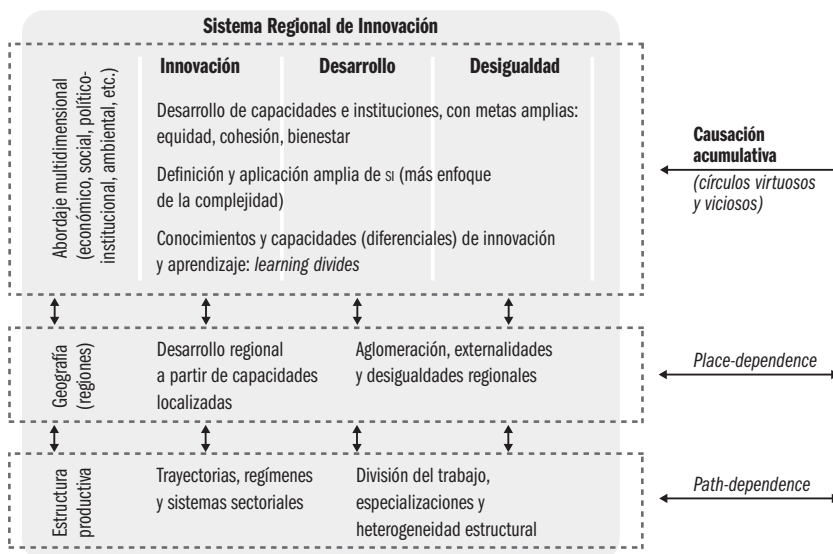 Sistema Regional de Innovación
Abordaje multidimensional
(económico, social, político-
institucional, ambiental, etc.)
Innovación
Desarrollo
Desigualdad
Desarrollo de capacidades e instituciones, con metas amplias:
equidad, cohesión, bienestar
Definición y aplicación amplia de SI (más enfoque
de la complejidad)
Conocimientos y capacidades (diferenciales) de innovación
y aprendizaje: learning divides
Causación
acumulativa
(círculos virtuosos
y viciosos)
Geografía
(regiones)
Desarrollo regional
a partir de capacidades
localizadas
Aglomeración, externalidades
y desigualdades regionales
Place-dependence
Estructura
productiva
Trayectorias, regímenes
y sistemas sectoriales
División del trabajo,
especializaciones y
heterogeneidad estructural
Path-dependence